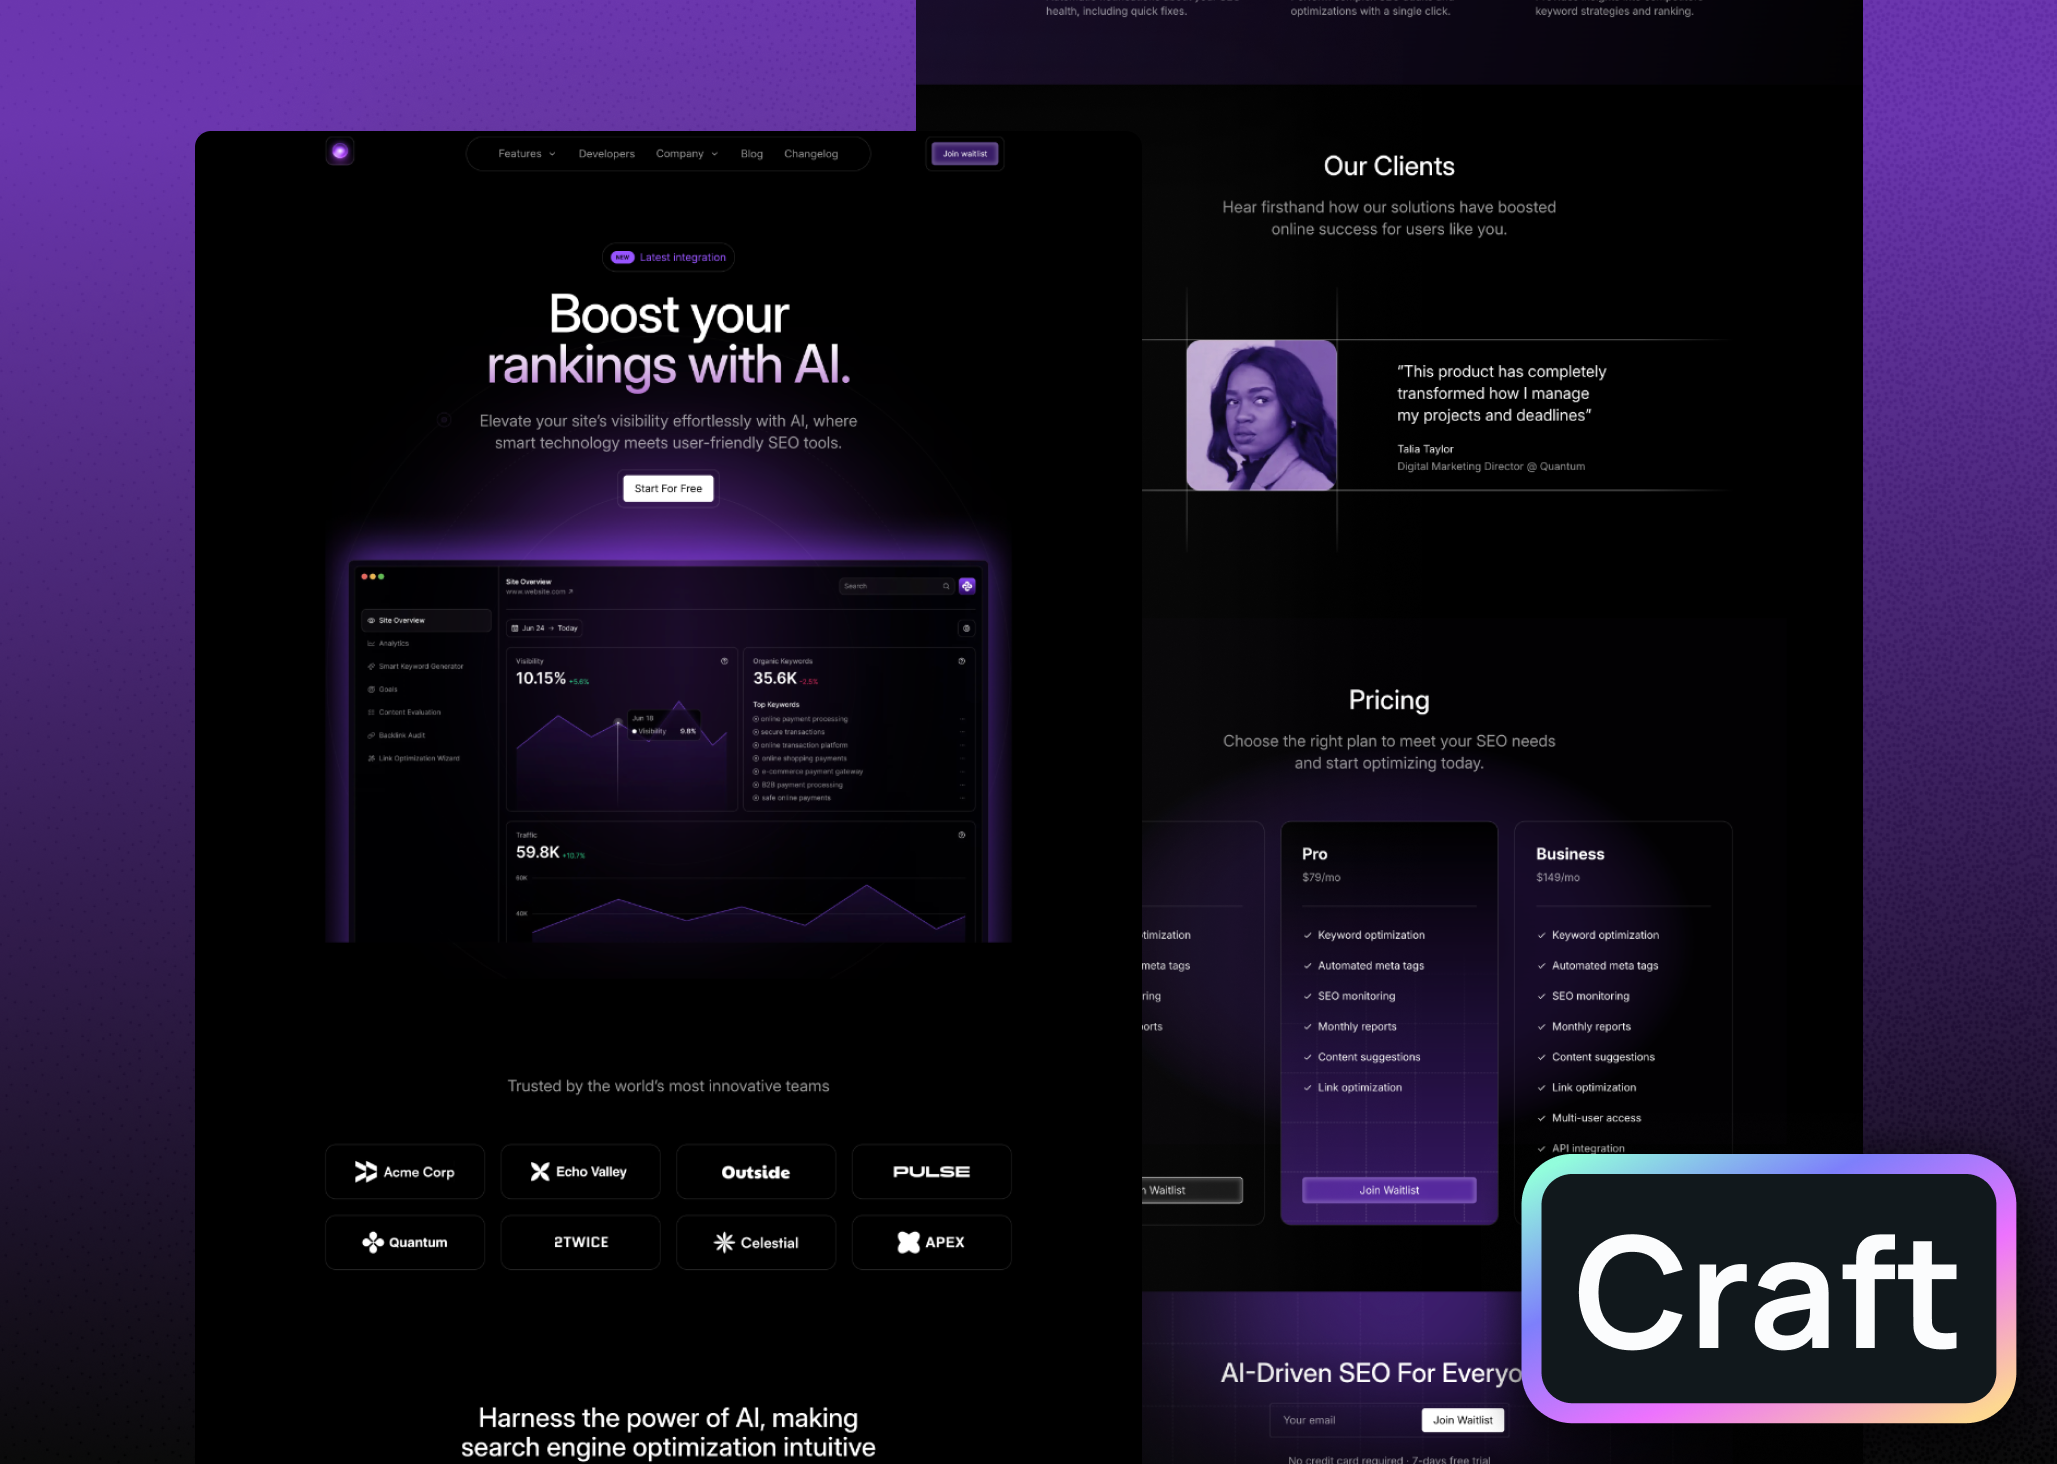 Features
Developers
Company
Blog
Changelog
Join waitlist
NEW Latest integration
Boost your
rankings with AI.
Elevate your site's visibility effortlessly with AI, where
smart technology meets user-friendly SEO tools.
Start For Free
Site Overview
www.website.com
Search
Site Overview
Analytics
Smart Keyword Generator
Goals
Content Evaluation
Backlink Audit
Link Optimization Wizard
Jun 24 → Today
Visibility
10.15% +5.6%
Jun 18
Visibility 9.8%
Organic Keywords
35.6K -2.5%
Top Keywords
online payment processing
secure transactions
online transaction platform
online shopping payments
e-commerce payment gateway
B2B payment processing
safe online payments
Traffic
59.8K +10.7%
60K
40K
Trusted by the world's most innovative teams
Acme Corp
Echo Valley
Outside
PULSE
Quantum
2TWICE
Celestial
APEX
Harness the power of AI, making
search engine optimization intuitive
health, including quick fixes.
optimizations with a single click.
keyword strategies and ranking.
Our Clients
Hear firsthand how our solutions have boosted
online success for users like you.
"This product has completely
transformed how I manage
my projects and deadlines"
Talia Taylor
Digital Marketing Director @ Quantum
Pricing
Choose the right plan to meet your SEO needs
and start optimizing today.
timization
meta tags
ring
orts
n Waitlist
Pro
$79/mo
Keyword optimization
Automated meta tags
SEO monitoring
Monthly reports
Content suggestions
Link optimization
Join Waitlist
Business
$149/mo
Keyword optimization
Automated meta tags
SEO monitoring
Monthly reports
Content suggestions
Link optimization
Multi-user access
API integration
AI-Driven SEO For Everyo
Your email
Join Waitlist
No credit card required · 7-days free trial
Craft